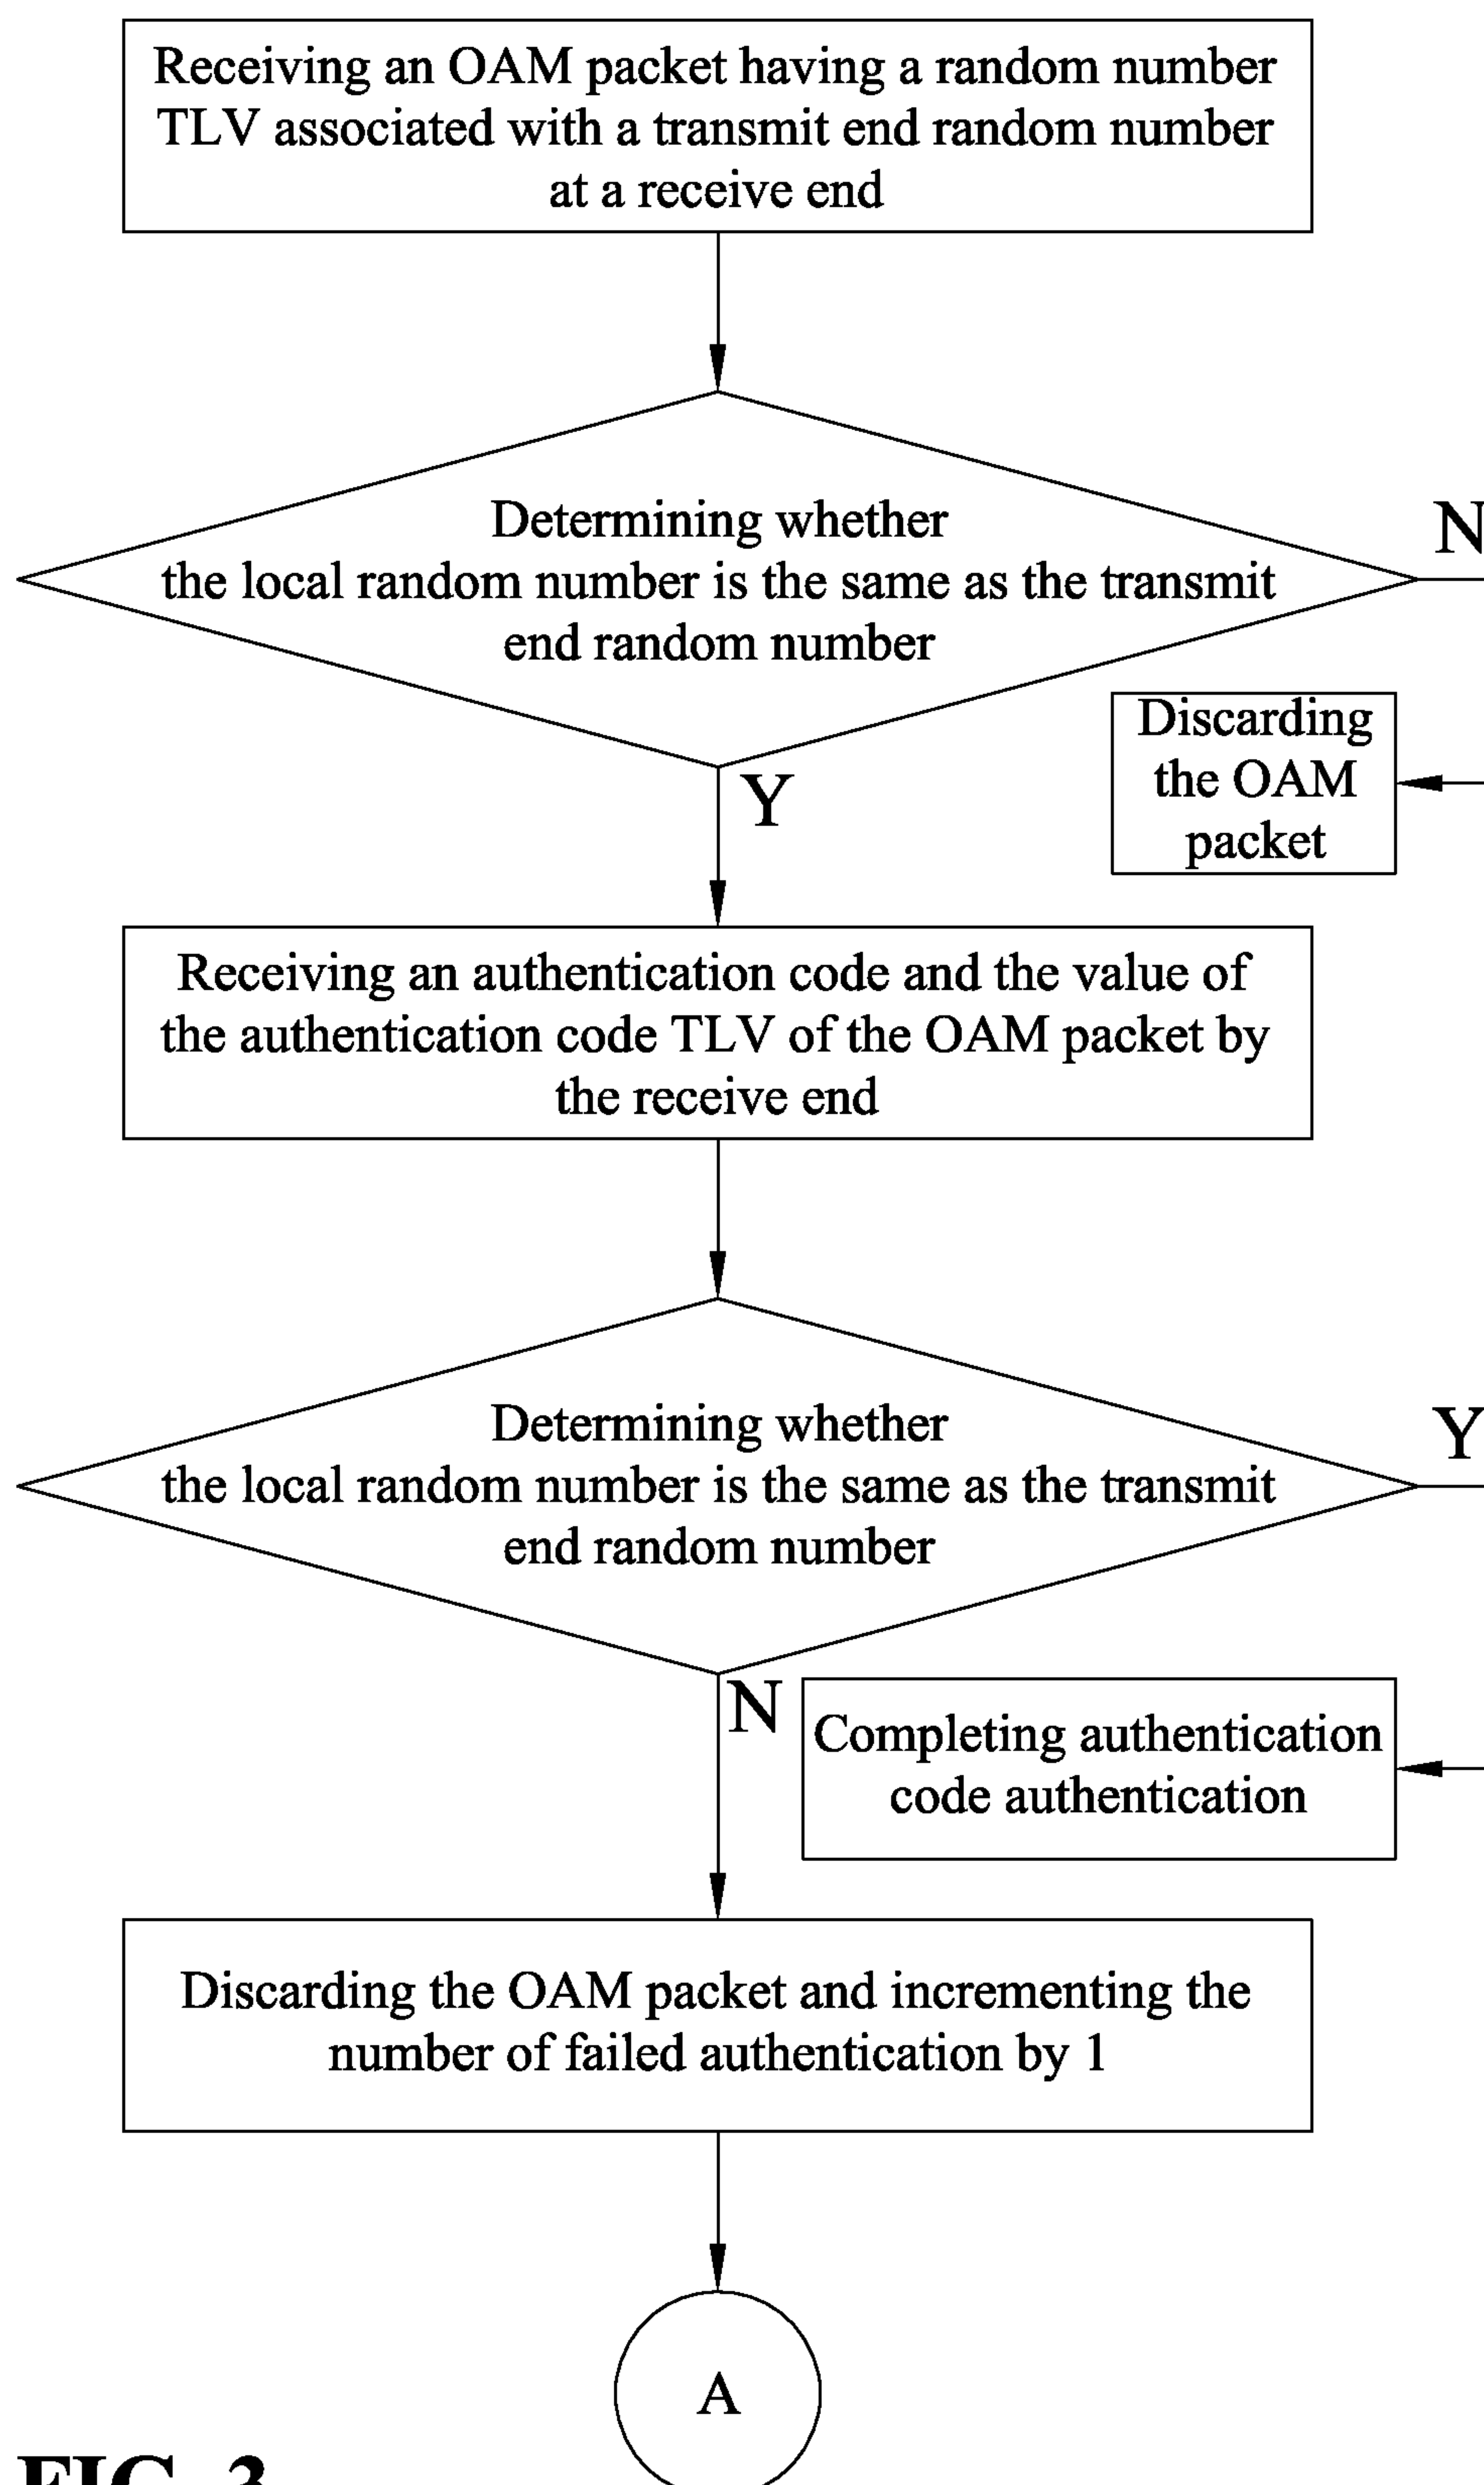 Receiving an OAM packet having a random number
TLV associated with a transmit end random number
at a receive end
Determining whether
the local random number is the same as the transmit
end random number
N
Discarding
the OAM
packet
Y
Receiving an authentication code and the value of
the authentication code TLV of the OAM packet by
the receive end
Determining whether
the local random number is the same as the transmit
end random number
Y
N
Completing authentication
code authentication
Discarding the OAM packet and incrementing the
number of failed authentication by 1
A
FIG. 3